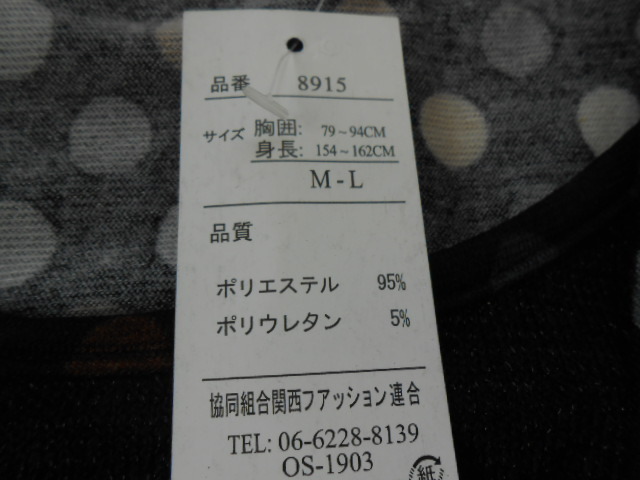 品番 8915
サイズ 胸囲: 79~94CM
身長: 154~162CM
M-L
品質
ポリエステル 95%
ポリウレタン 5%
協同組合関西ファッション連合
TEL: 06-6228-8139
OS-1903
紙